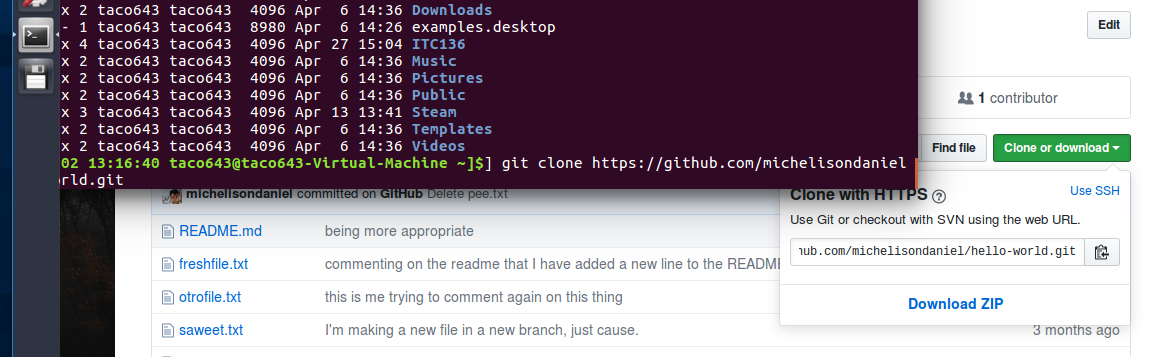 x 2 taco643 taco643 4096 Apr 6 14:36 Downloads
- 1 taco643 taco643 8980 Apr 6 14:26 examples.desktop
x 4 taco643 taco643 4096 Apr 27 15:04 ITC136
x 2 taco643 taco643 4096 Apr 6 14:36 Music
x 2 taco643 taco643 4096 Apr 6 14:36 Pictures
x 2 taco643 taco643 4096 Apr 6 14:36 Public
x 3 taco643 taco643 4096 Apr 13 13:41 Steam
x 2 taco643 taco643 4096 Apr 6 14:36 Templates
x 2 taco643 taco643 4096 Apr 6 14:36 Videos
02 13:16:40 taco643@taco643-Virtual-Machine ~]$] git clone https://github.com/michelisondaniel
rld.git
Edit
1 contributor
Find file
Clone or download
michelisondaniel committed on GitHub Delete pee.txt
Clone with HTTPS
Use SSH
Use Git or checkout with SVN using the web URL.
hub.com/michelisondaniel/hello-world.git
Download ZIP
README.md being more appropriate
freshfile.txt commenting on the readme that I have added a new line to the README
otrofile.txt this is me trying to comment again on this thing
saweet.txt I'm making a new file in a new branch, just cause. 3 months ago